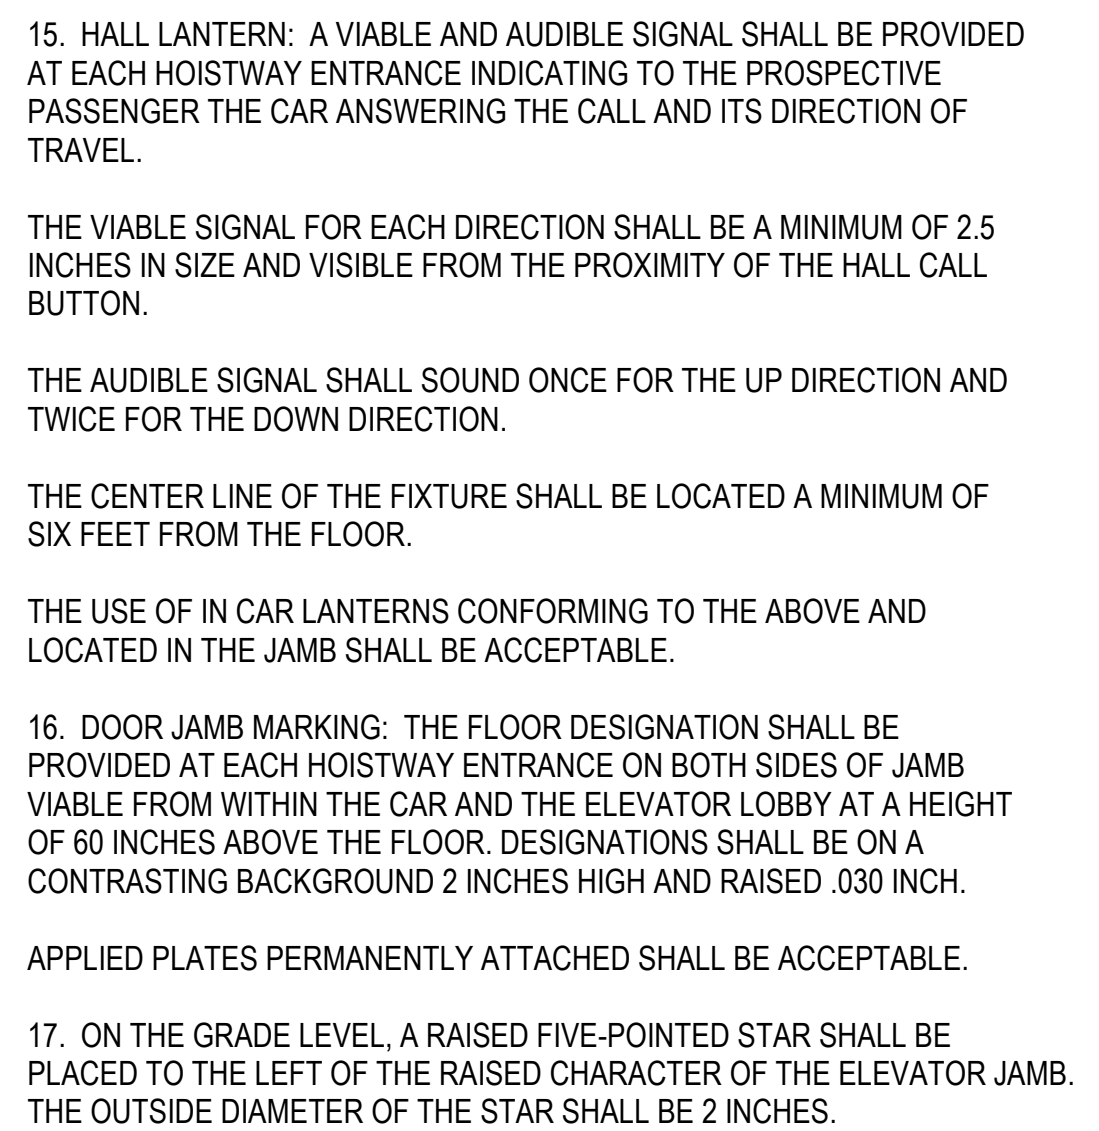 15. HALL LANTERN: A VIABLE AND AUDIBLE SIGNAL SHALL BE PROVIDED
AT EACH HOISTWAY ENTRANCE INDICATING TO THE PROSPECTIVE
PASSENGER THE CAR ANSWERING THE CALL AND ITS DIRECTION OF
TRAVEL.
THE VIABLE SIGNAL FOR EACH DIRECTION SHALL BE A MINIMUM OF 2.5
INCHES IN SIZE AND VISIBLE FROM THE PROXIMITY OF THE HALL CALL
BUTTON.
THE AUDIBLE SIGNAL SHALL SOUND ONCE FOR THE UP DIRECTION AND
TWICE FOR THE DOWN DIRECTION.
THE CENTER LINE OF THE FIXTURE SHALL BE LOCATED A MINIMUM OF
SIX FEET FROM THE FLOOR.
THE USE OF IN CAR LANTERNS CONFORMING TO THE ABOVE AND
LOCATED IN THE JAMB SHALL BE ACCEPTABLE.
16. DOOR JAMB MARKING: THE FLOOR DESIGNATION SHALL BE
PROVIDED AT EACH HOISTWAY ENTRANCE ON BOTH SIDES OF JAMB
VIABLE FROM WITHIN THE CAR AND THE ELEVATOR LOBBY AT A HEIGHT
OF 60 INCHES ABOVE THE FLOOR. DESIGNATIONS SHALL BE ON A
CONTRASTING BACKGROUND 2 INCHES HIGH AND RAISED .030 INCH.
APPLIED PLATES PERMANENTLY ATTACHED SHALL BE ACCEPTABLE.
17. ON THE GRADE LEVEL, A RAISED FIVE-POINTED STAR SHALL BE
PLACED TO THE LEFT OF THE RAISED CHARACTER OF THE ELEVATOR JAMB.
THE OUTSIDE DIAMETER OF THE STAR SHALL BE 2 INCHES.